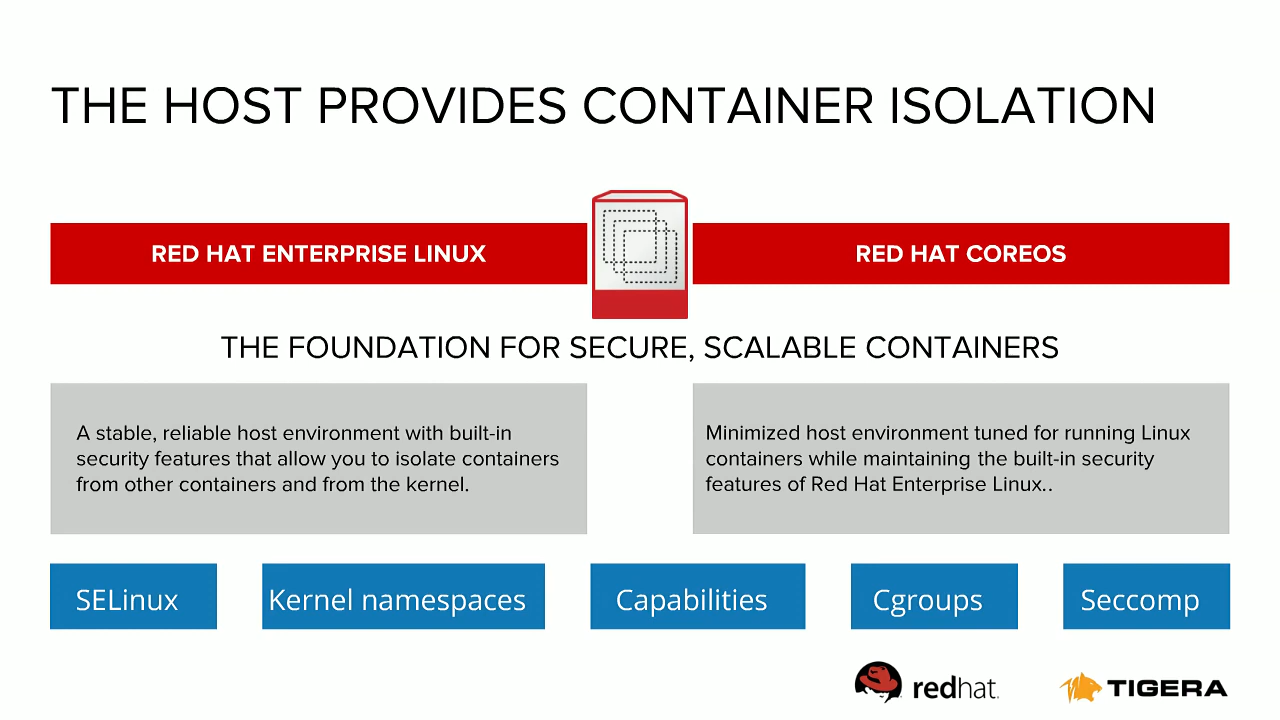 THE HOST PROVIDES CONTAINER ISOLATION
RED HAT ENTERPRISE LINUX
RED HAT COREOS
THE FOUNDATION FOR SECURE, SCALABLE CONTAINERS
A stable, reliable host environment with built-in
security features that allow you to isolate containers
from other containers and from the kernel.
Minimized host environment tuned for running Linux
containers while maintaining the built-in security
features of Red Hat Enterprise Linux..
SELinux
Kernel namespaces
Capabilities
Cgroups
Seccomp
redhat.
TIGERA